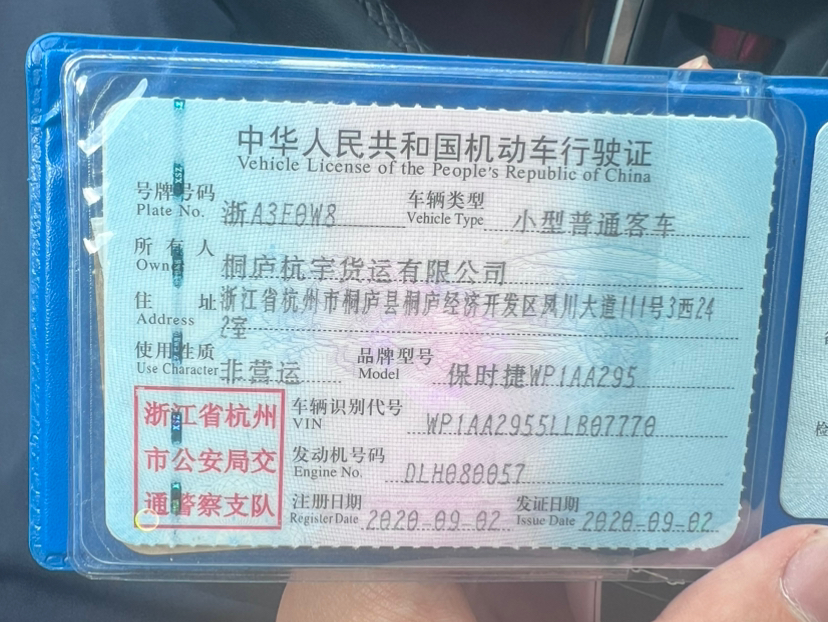 中华人民共和国机动车行驶证
Vehicle License of the People's Republic of China
号牌号码 浙A3F0W8 车辆类型 小型普通客车
Plate No. Vehicle Type
所有人 桐庐杭宇货运有限公司
Owner
住址 浙江省杭州市桐庐县桐庐经济开发区凤川大道111号3西24
Address 2室
使用性质 非营运 品牌型号 保时捷WP1AA295
Use Character Model
浙江省杭州
市公安局交
通警察支队
车辆识别代号 WP1AA2955LLB07770
VIN
发动机号码 DLH080057
Engine No.
注册日期 2020-09-02 发证日期 2020-09-02
Register Date Issue Date